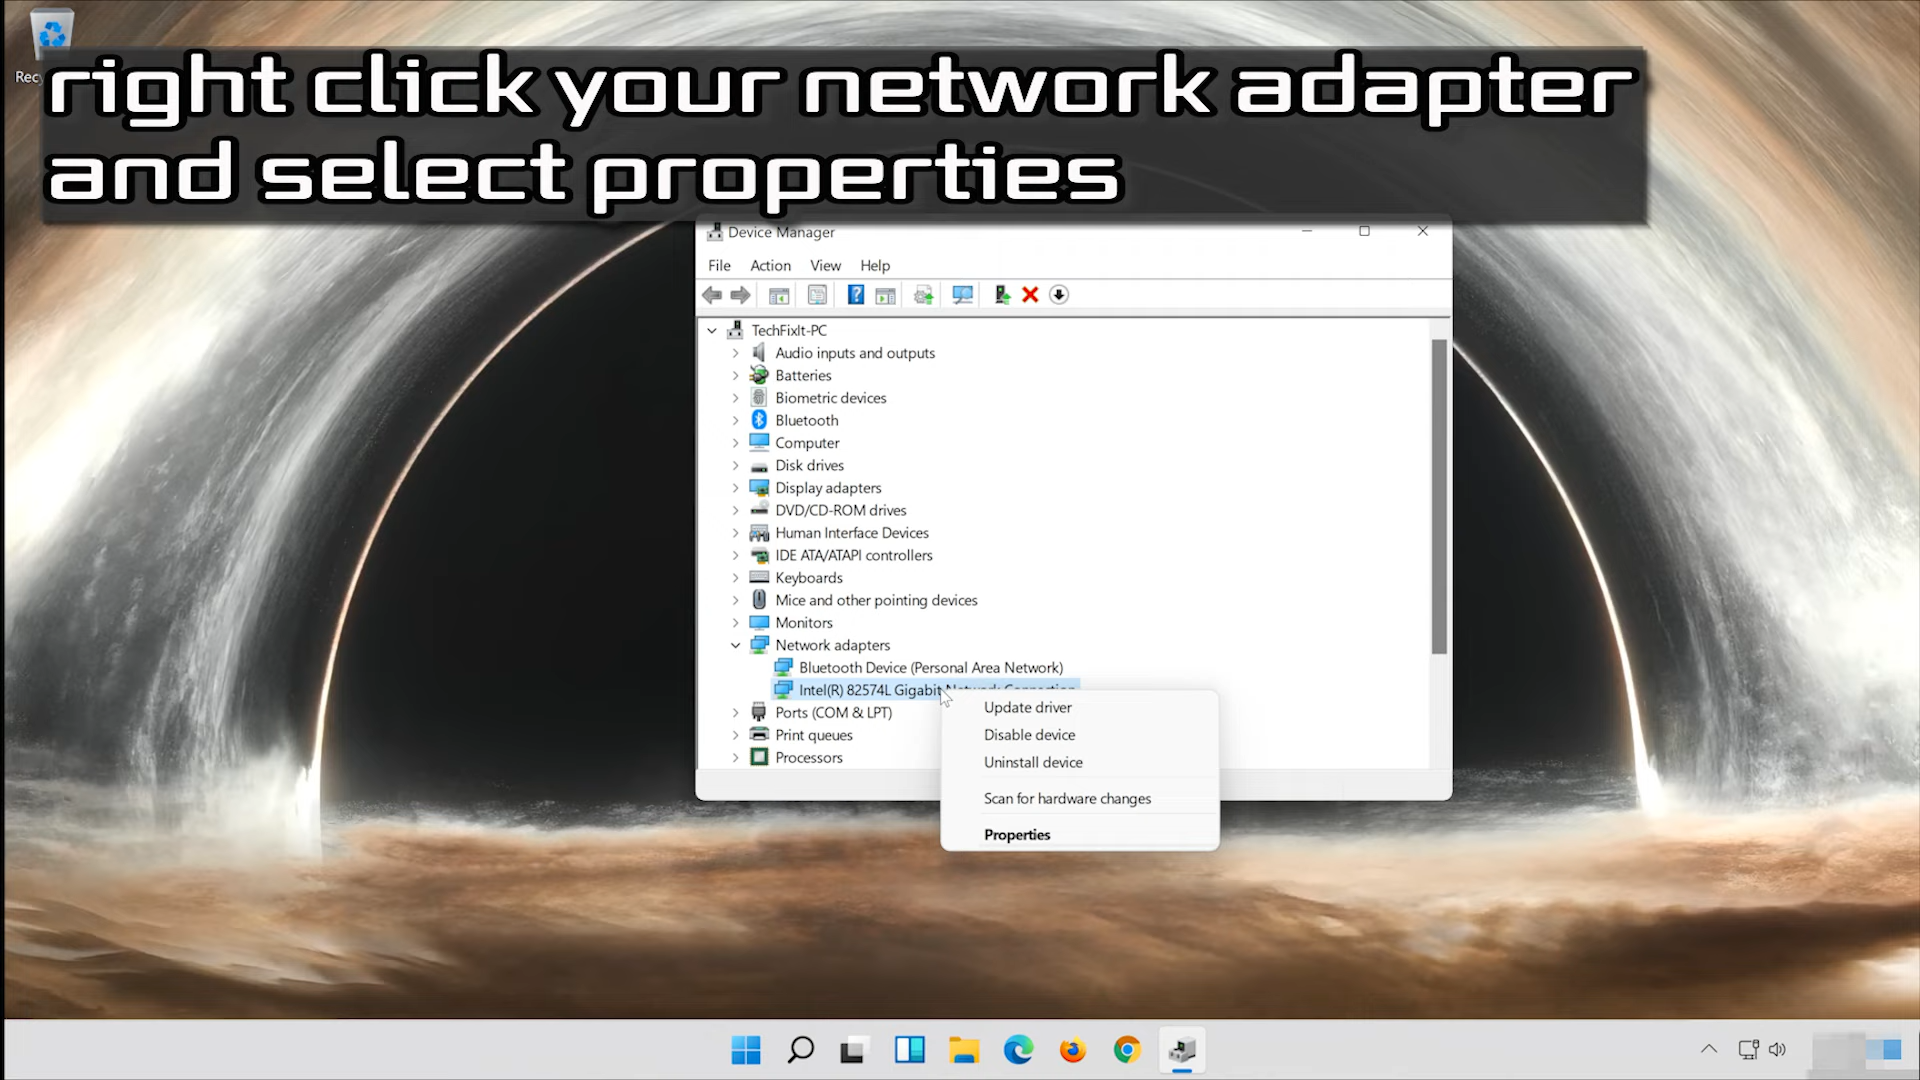 right click your network adapter
and select properties
Device Manager
File Action View Help
TechFixIt-PC
Audio inputs and outputs
Batteries
Biometric devices
Bluetooth
Computer
Disk drives
Display adapters
DVD/CD-ROM drives
Human Interface Devices
IDE ATA/ATAPI controllers
Keyboards
Mice and other pointing devices
Monitors
Network adapters
Bluetooth Device (Personal Area Network)
Intel(R) 82574L Gigabit Network Connection
Ports (COM & LPT)
Print queues
Processors
Update driver
Disable device
Uninstall device
Scan for hardware changes
Properties